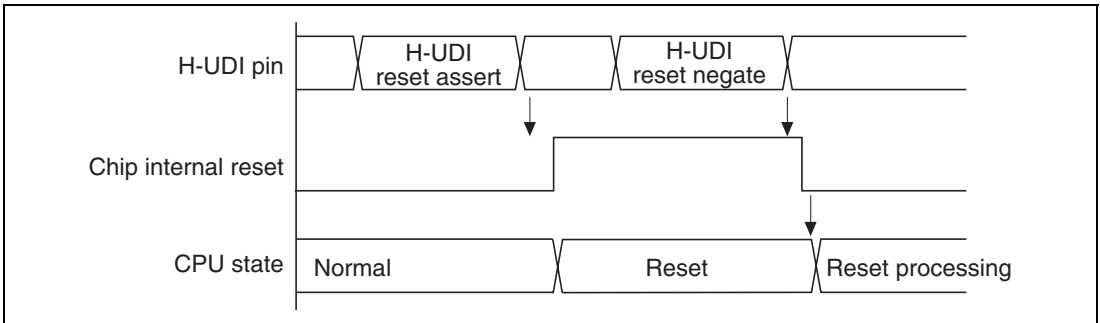 H-UDI pin
H-UDI
reset assert
H-UDI
reset negate
Chip internal reset
CPU state
Normal
Reset
Reset processing